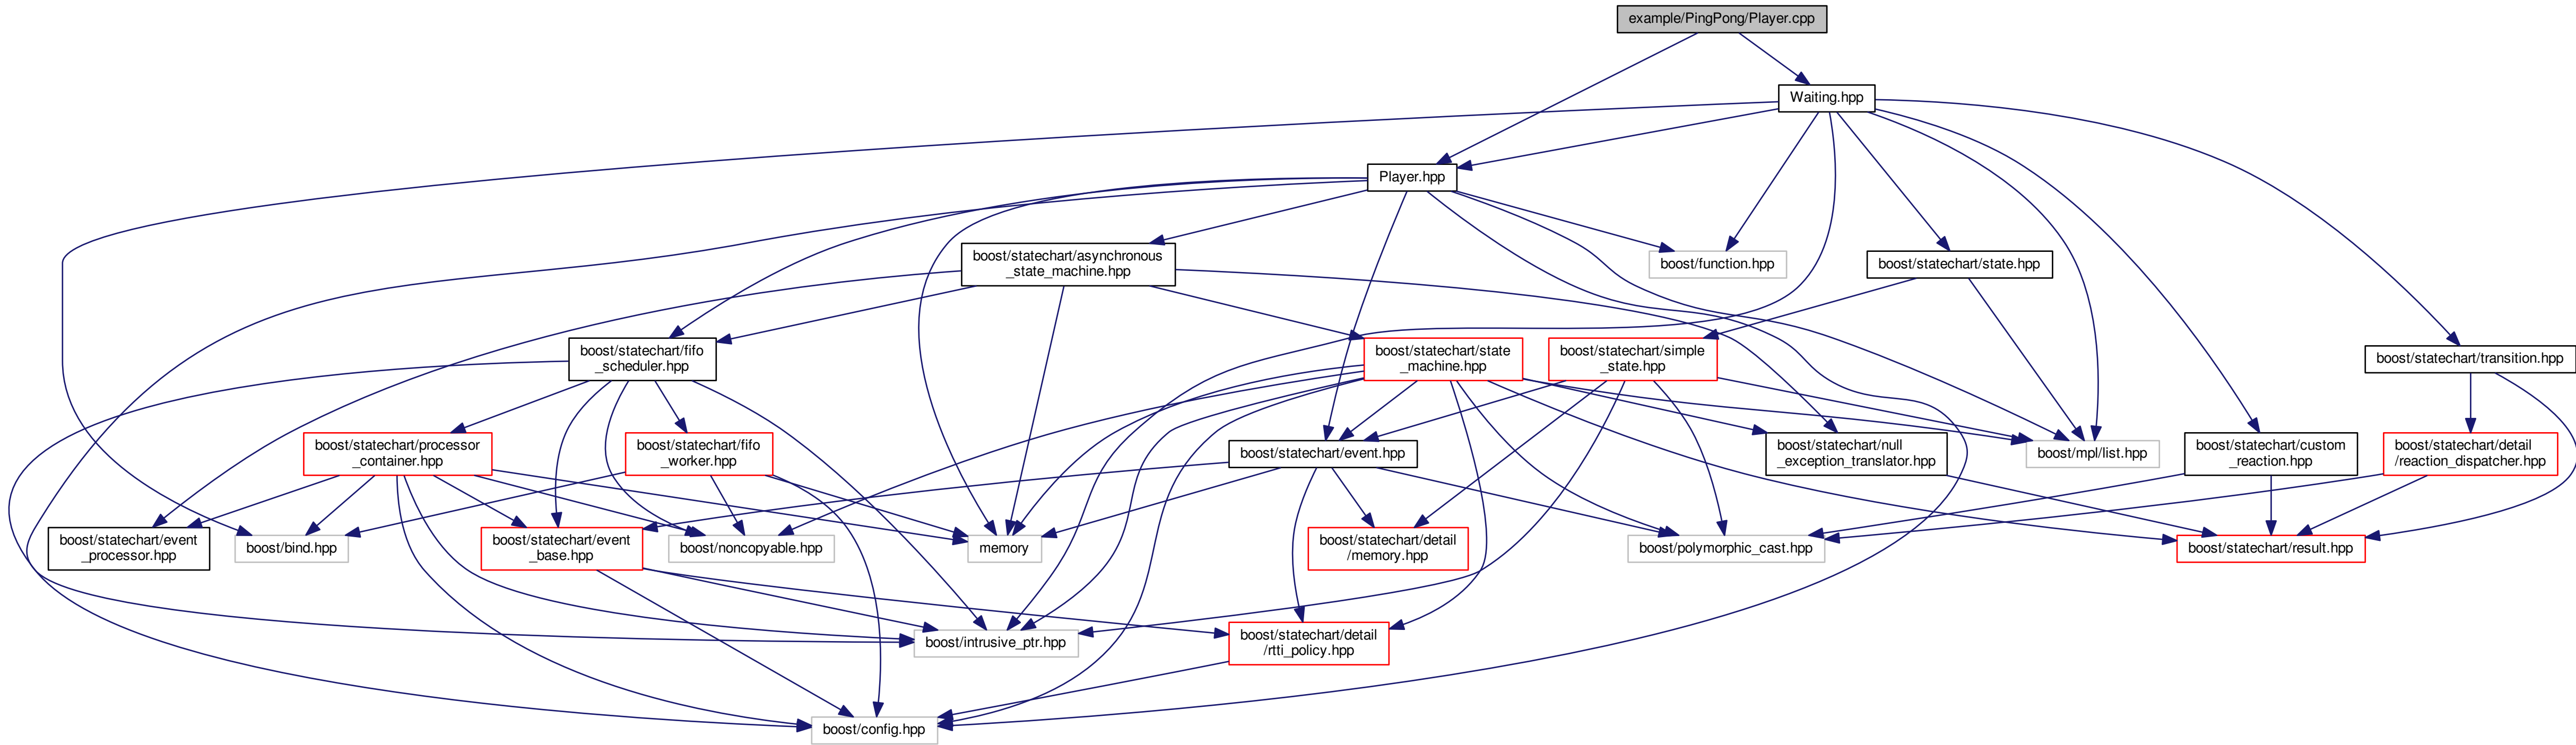 example/PingPong/Player.cpp
Waiting.hpp
Player.hpp
boost/statechart/asynchronous
_state_machine.hpp
boost/function.hpp
boost/statechart/state.hpp
boost/statechart/fifo
_scheduler.hpp
boost/statechart/state
_machine.hpp
boost/statechart/simple
_state.hpp
boost/statechart/transition.hpp
boost/statechart/processor
_container.hpp
boost/statechart/fifo
_worker.hpp
boost/statechart/event.hpp
boost/statechart/null
_exception_translator.hpp
boost/mpl/list.hpp
boost/statechart/custom
_reaction.hpp
boost/statechart/detail
/reaction_dispatcher.hpp
boost/statechart/event
_processor.hpp
boost/bind.hpp
boost/statechart/event
_base.hpp
boost/noncopyable.hpp
memory
boost/statechart/detail
/memory.hpp
boost/polymorphic_cast.hpp
boost/statechart/result.hpp
boost/intrusive_ptr.hpp
boost/statechart/detail
/rtti_policy.hpp
boost/config.hpp